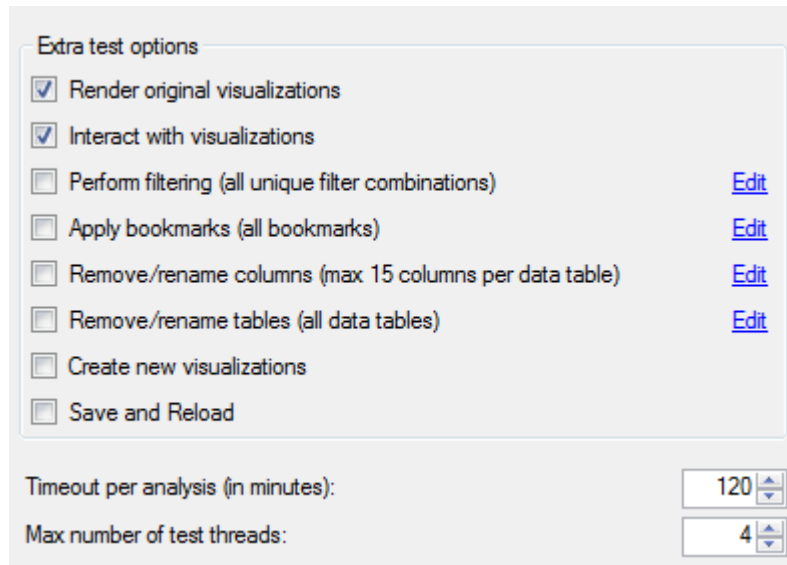 Extra test options
Render original visualizations
Interact with visualizations
Perform filtering (all unique filter combinations) Edit
Apply bookmarks (all bookmarks) Edit
Remove/rename columns (max 15 columns per data table) Edit
Remove/rename tables (all data tables) Edit
Create new visualizations
Save and Reload
Timeout per analysis (in minutes): 120
Max number of test threads: 4